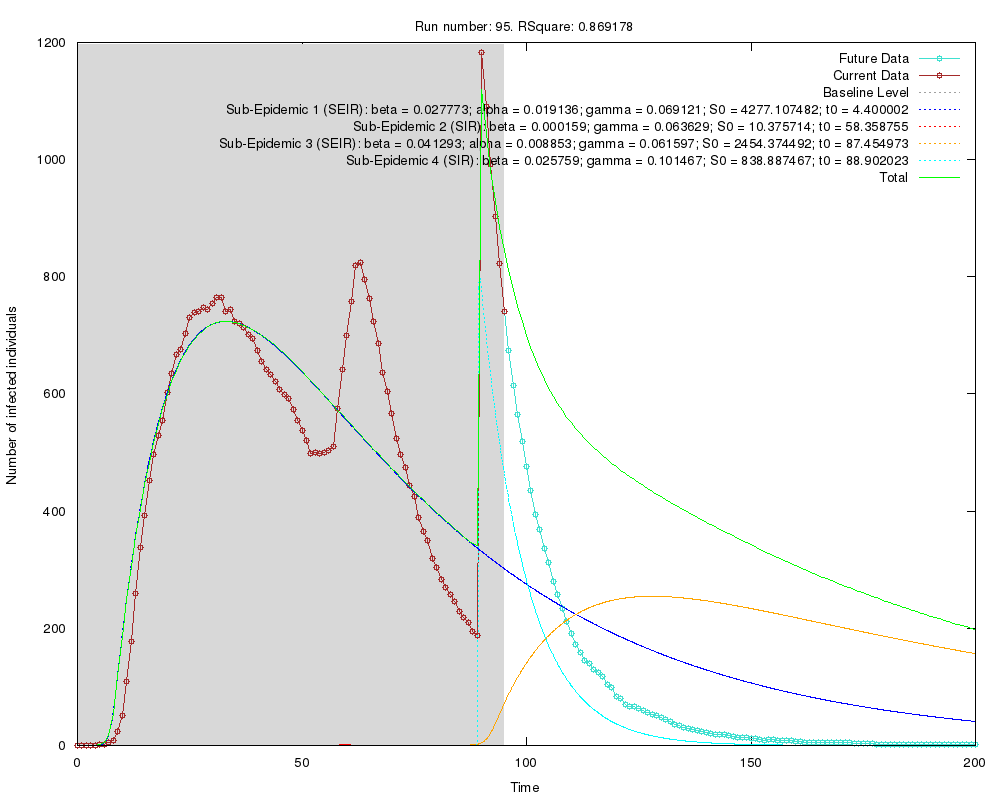 Run number: 95. RSquare: 0.869178
1200
1000
800
600
400
200
0
Number of infected individuals
Future Data
Current Data
Baseline Level
Sub-Epidemic 1 (SEIR): beta = 0.027773; alpha = 0.019136; gamma = 0.069121; S0 = 4277.107482; t0 = 4.400002
Sub-Epidemic 2 (SIR): beta = 0.000159; gamma = 0.063629; S0 = 10.375714; t0 = 58.358755
Sub-Epidemic 3 (SEIR): beta = 0.041293; alpha = 0.008853; gamma = 0.061597; S0 = 2454.374492; t0 = 87.454973
Sub-Epidemic 4 (SIR): beta = 0.025759; gamma = 0.101467; S0 = 838.887467; t0 = 88.902023
Total
0 50 100 150 200
Time